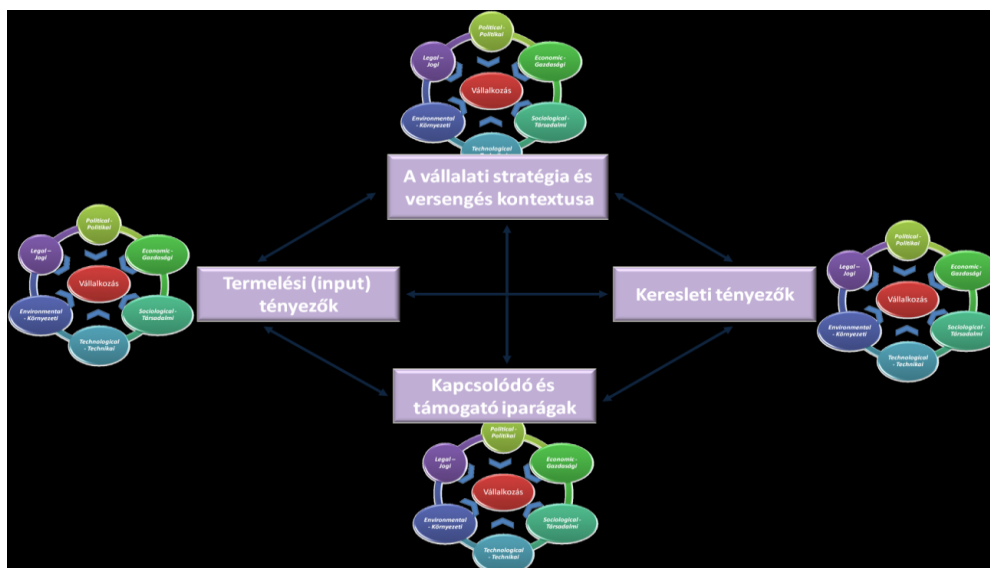 Political -
Politikai
Legal –
Jogi
Economic -
Gazdasági
Vállalkozás
Environmental
- Környezeti
Sociological -
Társadalmi
Technological
A vállalati stratégia és
versengés kontextusa
Political -
Politikai
Legal –
Jogi
Economic -
Gazdasági
Vállalkozás
Environmental
- Környezeti
Sociological -
Társadalmi
Technological
- Technikai
Termelési (input)
tényezők
Keresleti tényezők
Political -
Politikai
Legal –
Jogi
Economic -
Gazdasági
Vállalkozás
Environmental
- Környezeti
Sociological -
Társadalmi
Technological
- Technikai
Kapcsolódó és
támogató iparágak
Political -
Politikai
Legal –
Jogi
Economic -
Gazdasági
Vállalkozás
Environmental
- Környezeti
Sociological -
Társadalmi
Technological
- Technikai